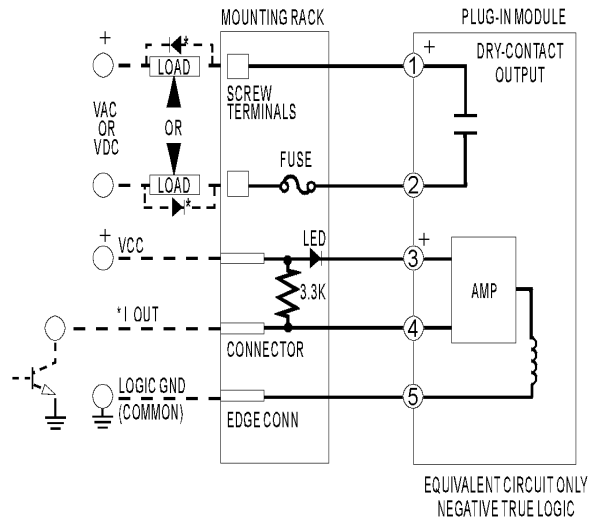 MOUNTING RACK
PLUG-IN MODULE
+
*
LOAD
SCREW
TERMINALS
1
+
DRY-CONTACT
OUTPUT
VAC
OR
VDC
OR
FUSE
LOAD
*
2
+
VCC
LED
3
+
3.3K
AMP
*I OUT
4
CONNECTOR
LOGIC GND
(COMMON)
EDGE CONN
5
EQUIVALENT CIRCUIT ONLY
NEGATIVE TRUE LOGIC